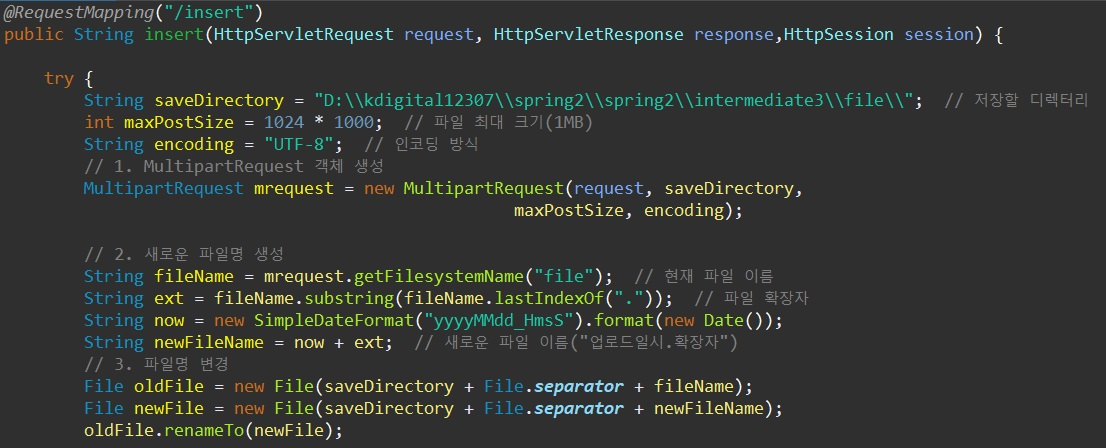 @RequestMapping("/insert")
public String insert(HttpServletRequest request, HttpServletResponse response,HttpSession session) {
try {
String saveDirectory = "D:\\kdigital12307\\spring2\\spring2\\intermediate3\\file\\";  // 저장할 디렉터리
int maxPostSize = 1024 * 1000;  // 파일 최대 크기(1MB)
String encoding = "UTF-8";  // 인코딩 방식
// 1. MultipartRequest 객체 생성
MultipartRequest mrequest = new MultipartRequest(request, saveDirectory,
maxPostSize, encoding);
// 2. 새로운 파일명 생성
String fileName = mrequest.getFilesystemName("file");  // 현재 파일 이름
String ext = fileName.substring(fileName.lastIndexOf("."));  // 파일 확장자
String now = new SimpleDateFormat("yyyyMMdd_HmsS").format(new Date());
String newFileName = now + ext;  // 새로운 파일 이름("업로드일시.확장자")
// 3. 파일명 변경
File oldFile = new File(saveDirectory + File.separator + fileName);
File newFile = new File(saveDirectory + File.separator + newFileName);
oldFile.renameTo(newFile);